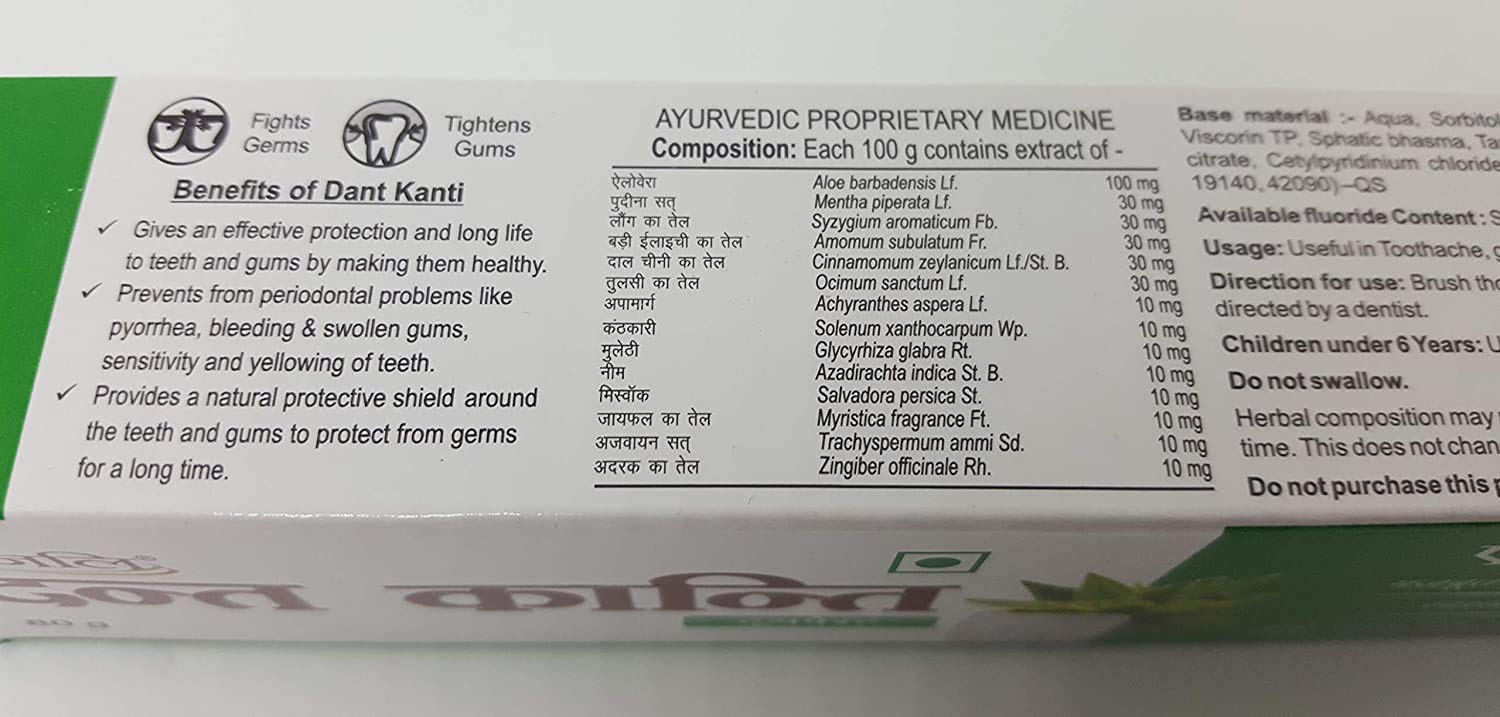 Fights
Germs
Tightens
Gums
Benefits of Dant Kanti
✓ Gives an effective protection and long life
to teeth and gums by making them healthy.
✓ Prevents from periodontal problems like
pyorrhea, bleeding & swollen gums,
sensitivity and yellowing of teeth.
✓ Provides a natural protective shield around
the teeth and gums to protect from germs
for a long time.
AYURVEDIC PROPRIETARY MEDICINE
Composition: Each 100 g contains extract of -
ऐलोवेरा Aloe barbadensis Lf. 100 mg
पुदीना सत् Mentha piperata Lf. 30 mg
लौंग का तेल Syzygium aromaticum Fb. 30 mg
बड़ी ईलाइची का तेल Amomum subulatum Fr. 30 mg
दाल चीनी का तेल Cinnamomum zeylanicum Lf./St. B. 30 mg
तुलसी का तेल Ocimum sanctum Lf. 30 mg
अपामार्ग Achyranthes aspera Lf. 10 mg
कंठकारी Solenum xanthocarpum Wp. 10 mg
मुलेठी Glycyrhiza glabra Rt. 10 mg
नीम Azadirachta indica St. B. 10 mg
मिस्वॉक Salvadora persica St. 10 mg
जायफल का तेल Myristica fragrance Ft. 10 mg
अजवायन सत् Trachyspermum ammi Sd. 10 mg
अदरक का तेल Zingiber officinale Rh. 10 mg
Base material :- Aqua, Sorbitol
Viscorin TP, Sphatic bhasma, Ta
citrate, Cetylpyridinium chloride
19140, 42090)-QS
Available fluoride Content : S
Usage: Useful in Toothache, g
Direction for use: Brush tho
directed by a dentist.
Children under 6 Years: U
Do not swallow.
Herbal composition may
time. This does not chan
Do not purchase this p
दन्त कान्ति
80 g